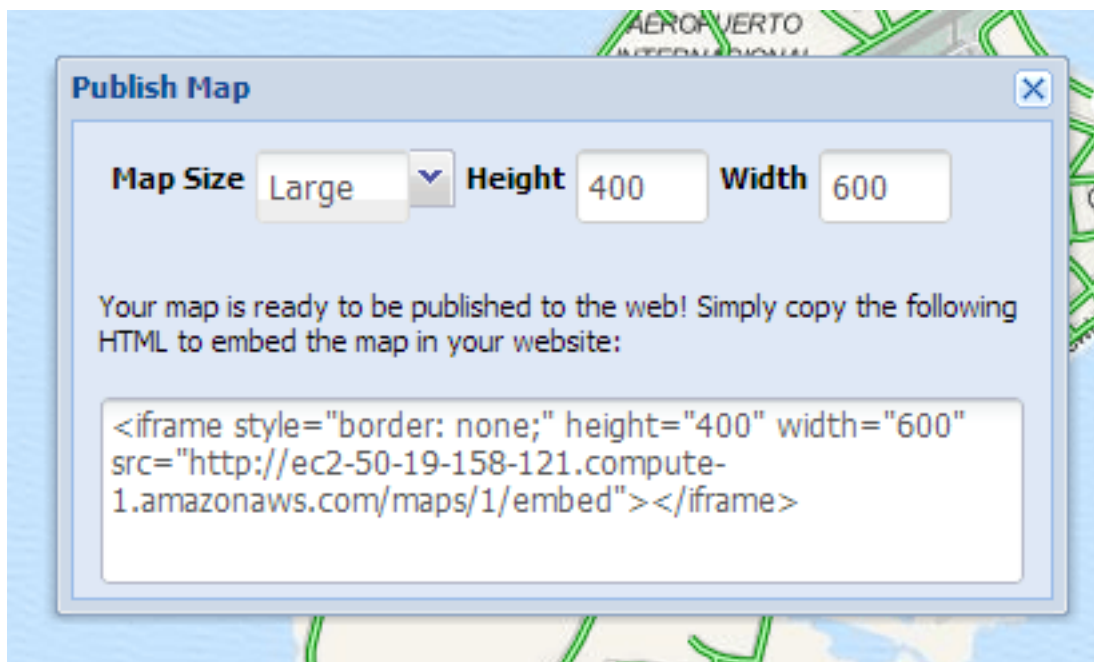 AEROPUERTO
INTERNACIONAL
Publish Map
Map Size Large Height 400 Width 600
Your map is ready to be published to the web! Simply copy the following
HTML to embed the map in your website:
<iframe style="border: none;" height="400" width="600"
src="http://ec2-50-19-158-121.compute-
1.amazonaws.com/maps/1/embed"></iframe>